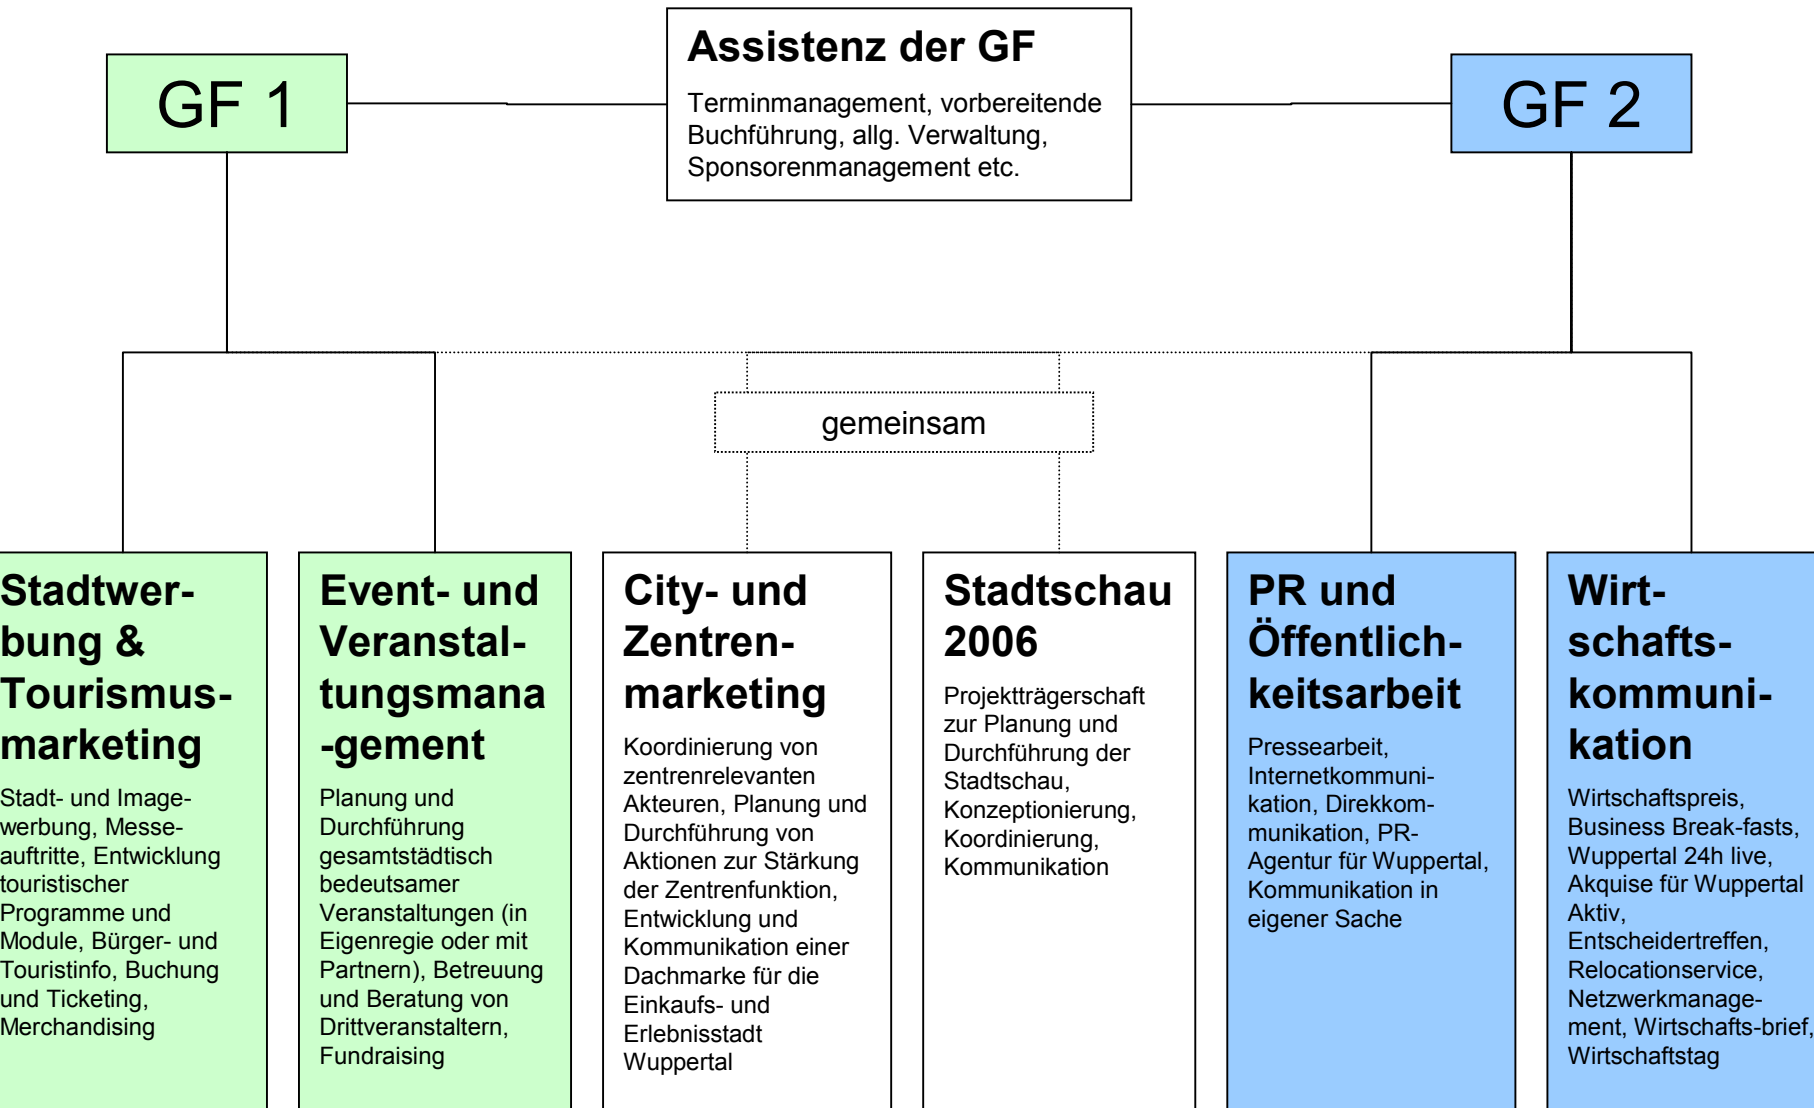 GF 1
Assistenz der GF
Terminmanagement, vorbereitende
Buchführung, allg. Verwaltung,
Sponsorenmanagement etc.
GF 2
gemeinsam
Stadtwer-
bung &
Tourismus-
marketing
Stadt- und Image-
werbung, Messe-
auftritte, Entwicklung
touristischer
Programme und
Module, Bürger- und
Touristinfo, Buchung
und Ticketing,
Merchandising
Event- und
Veranstal-
tungsmana
-gement
Planung und
Durchführung
gesamtstädtisch
bedeutsamer
Veranstaltungen (in
Eigenregie oder mit
Partnern), Betreuung
und Beratung von
Drittveranstaltern,
Fundraising
City- und
Zentren-
marketing
Koordinierung von
zentrenrelevanten
Akteuren, Planung und
Durchführung von
Aktionen zur Stärkung
der Zentrenfunktion,
Entwicklung und
Kommunikation einer
Dachmarke für die
Einkaufs- und
Erlebnisstadt
Wuppertal
Stadtschau
2006
Projektträgerschaft
zur Planung und
Durchführung der
Stadtschau,
Konzeptionierung,
Koordinierung,
Kommunikation
PR und
Öffentlich-
keitsarbeit
Pressearbeit,
Internetkommuni-
kation, Direkkom-
munikation, PR-
Agentur für Wuppertal,
Kommunikation in
eigener Sache
Wirt-
schafts-
kommuni-
kation
Wirtschaftspreis,
Business Break-fasts,
Wuppertal 24h live,
Akquise für Wuppertal
Aktiv,
Entscheidertreffen,
Relocationservice,
Netzwerkmanage-
ment, Wirtschafts-brief,
Wirtschaftstag